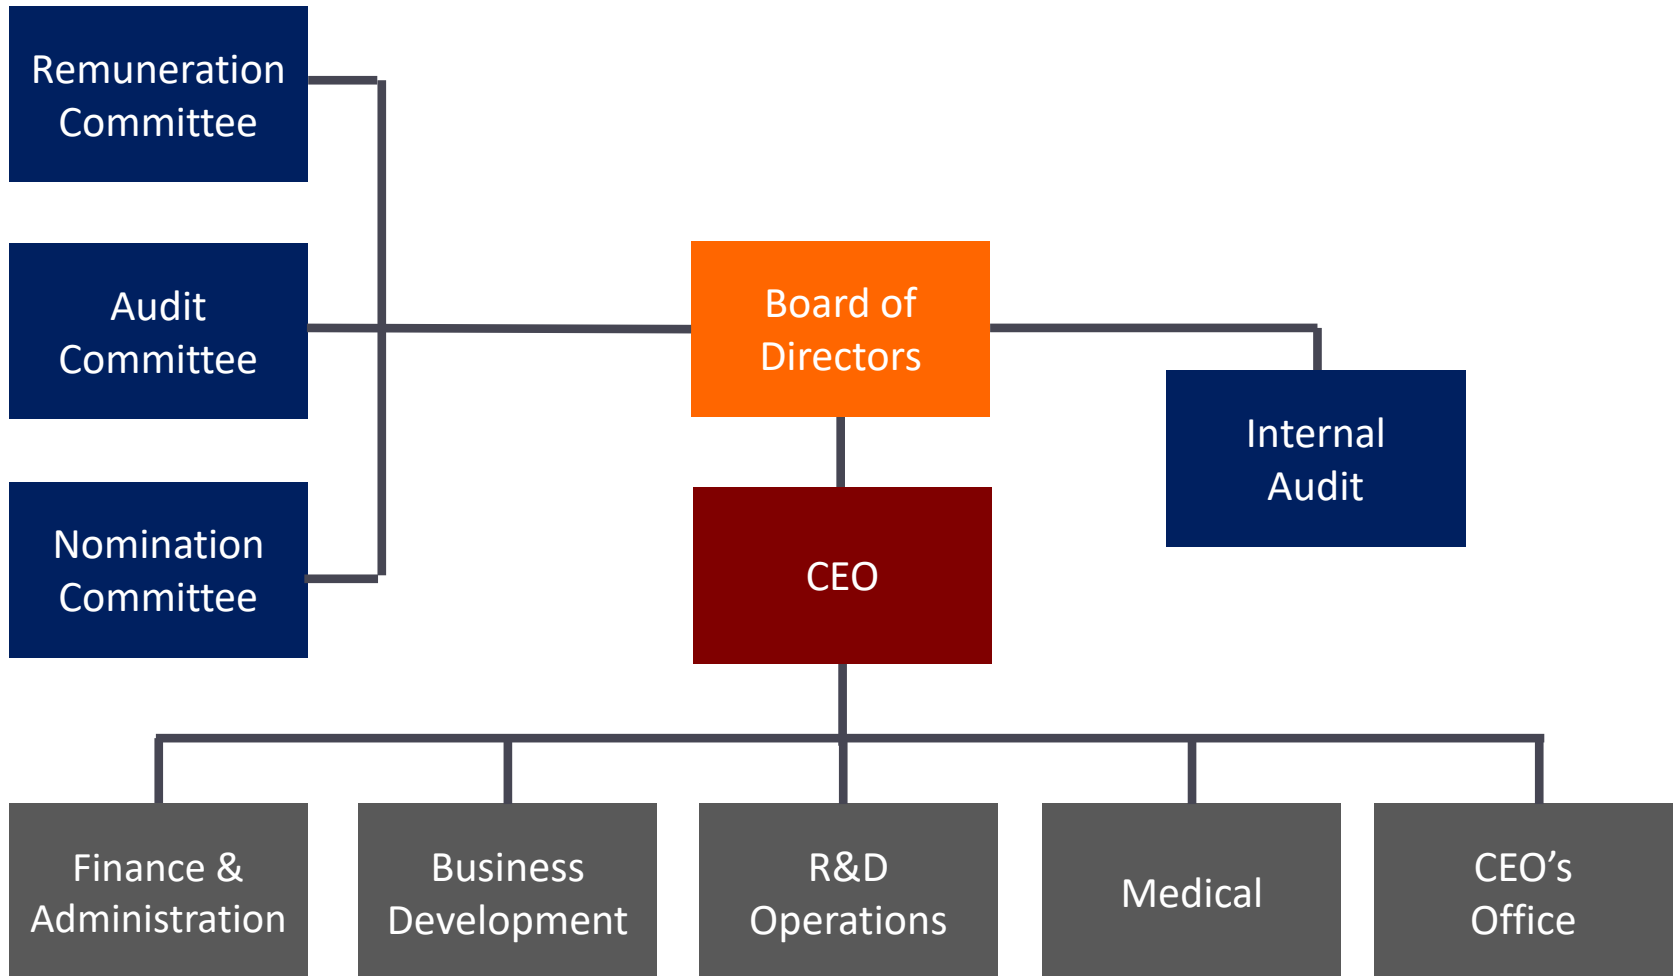 Remuneration
Committee
Audit
Committee
Nomination
Committee
Board of
Directors
Internal
Audit
CEO
Finance &
Administration
Business
Development
R&D
Operations
Medical
CEO’s
Office